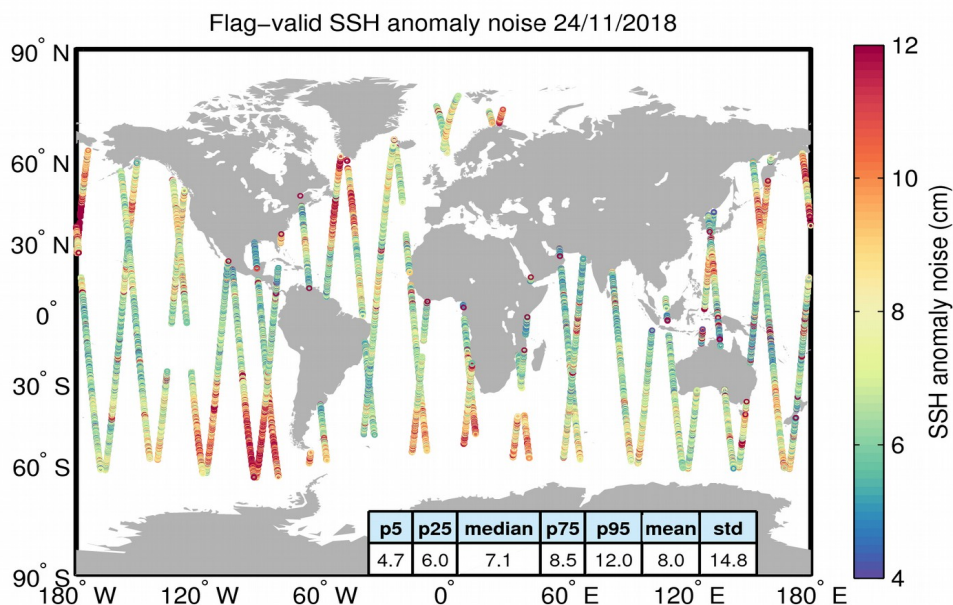 Flag−valid SSH anomaly noise 24/11/2018
90° N
60° N
30° N
0°
30° S
60° S
90° S
180° W 120° W 60° W 0° 60° E 120° E 180° E
p5 p25 median p75 p95 mean std
4.7 6.0 7.1 8.5 12.0 8.0 14.8
12
10
8
6
4
SSH anomaly noise (cm)